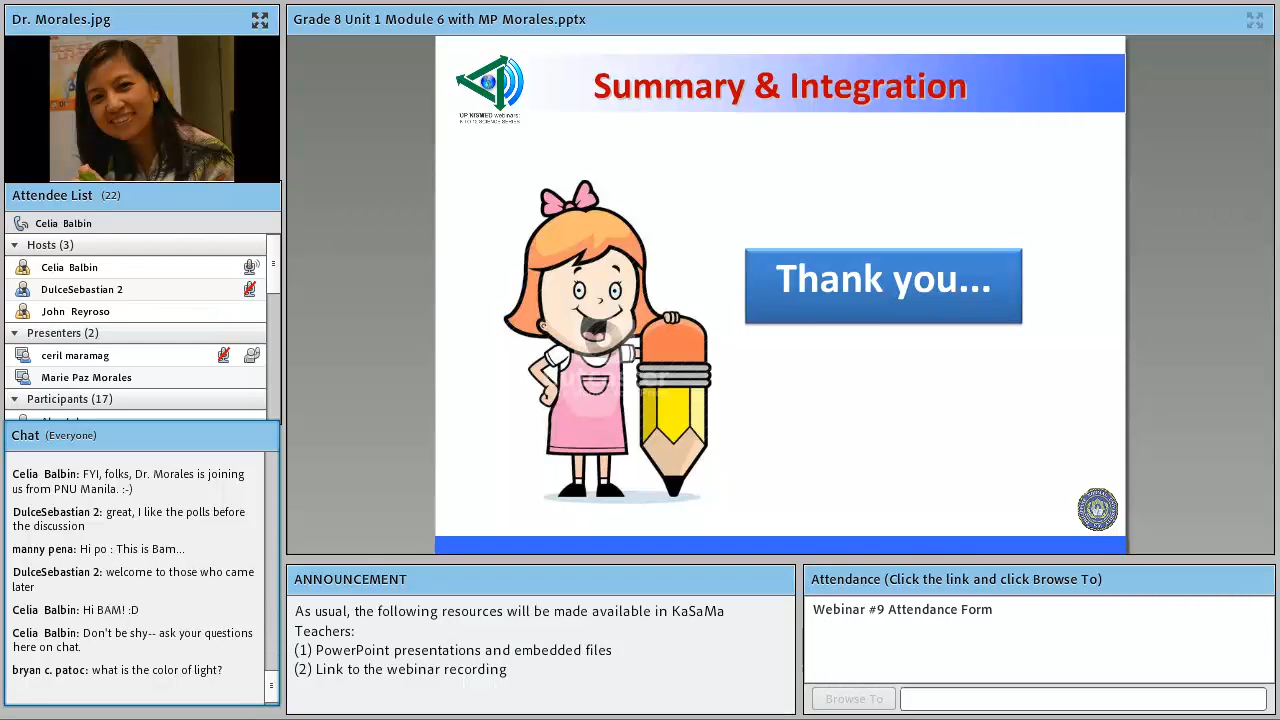 Dr. Morales.jpg
Attendee List (22)
Celia Balbin
Hosts (3)
Celia Balbin
DulceSebastian 2
John Reyroso
Presenters (2)
ceril maramag
Marie Paz Morales
Participants (17)
Chat (Everyone)
Celia Balbin: FYI, folks, Dr. Morales is joining
us from PNU Manila. :-)
DulceSebastian 2: great, I like the polls before
the discussion
manny pena: Hi po : This is Bam...
DulceSebastian 2: welcome to those who came
later
Celia Balbin: Hi BAM! :D
Celia Balbin: Don't be shy-- ask your questions
here on chat.
bryan c. patoc: what is the color of light?
Grade 8 Unit 1 Module 6 with MP Morales.pptx
UP NISMED webinars:
K TO 12 SCIENCE SERIES
Summary & Integration
Thank you...
ANNOUNCEMENT
As usual, the following resources will be made available in KaSaMa
Teachers:
(1) PowerPoint presentations and embedded files
(2) Link to the webinar recording
Attendance (Click the link and click Browse To)
Webinar #9 Attendance Form
Browse To